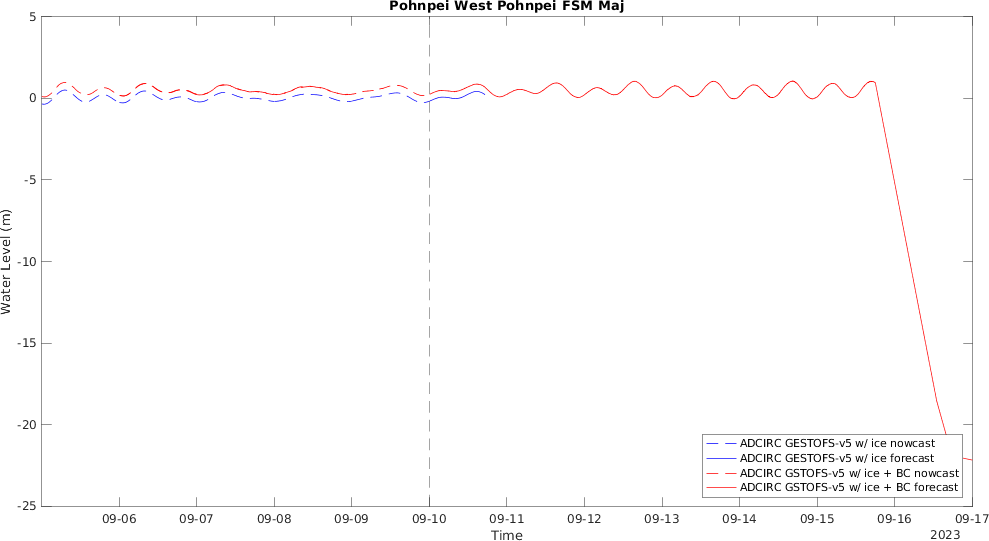 Pohnpei West Pohnpei FSM Maj
Water Level (m)
5
0
-5
-10
-15
-20
-25
ADCIRC GESTOFS-v5 w/ ice nowcast
ADCIRC GESTOFS-v5 w/ ice forecast
ADCIRC GSTOFS-v5 w/ ice + BC nowcast
ADCIRC GSTOFS-v5 w/ ice + BC forecast
09-06 09-07 09-08 09-09 09-10 09-11 09-12 09-13 09-14 09-15 09-16 09-17
Time
2023